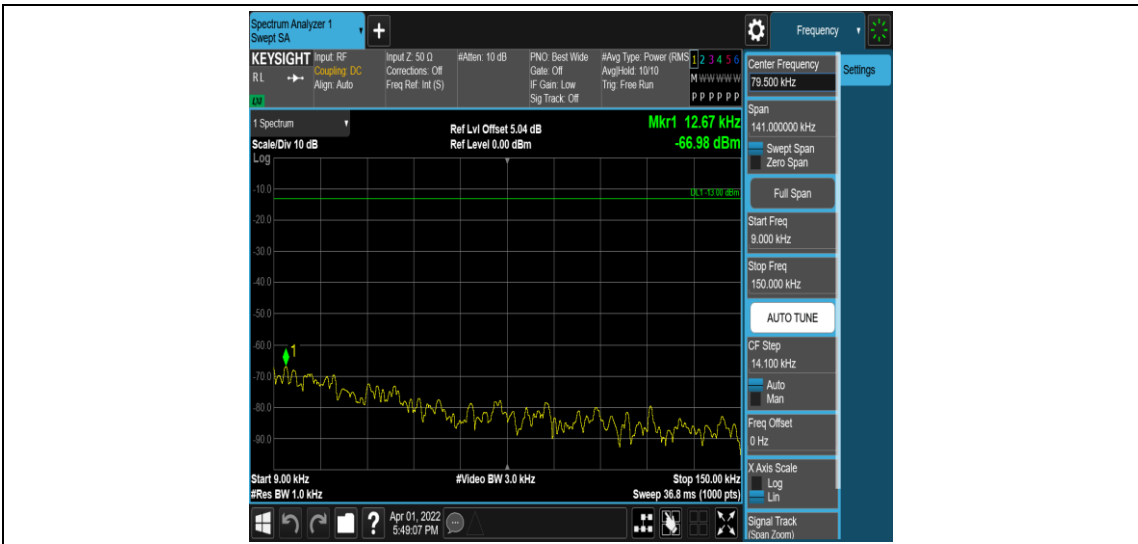 Spectrum Analyzer 1
Swept SA
+
Frequency
KEYSIGHT
RL
LXI
Input: RF
Coupling: DC
Align: Auto
Input Z: 50 Ω
Corrections: Off
Freq Ref: Int (S)
#Atten: 10 dB
PNO: Best Wide
Gate: Off
IF Gain: Low
Sig Track: Off
#Avg Type: Power (RMS
Avg|Hold: 10/10
Trig: Free Run
1 2 3 4 5 6
M W W W W W
P P P P P P
1 Spectrum
Scale/Div 10 dB
Log
Ref Lvl Offset 5.04 dB
Ref Level 0.00 dBm
Mkr1 12.67 kHz
-66.98 dBm
DL1 -13.00 dBm
-10.0
-20.0
-30.0
-40.0
-50.0
-60.0
1
-70.0
-80.0
-90.0
Start 9.00 kHz
#Res BW 1.0 kHz
#Video BW 3.0 kHz
Stop 150.00 kHz
Sweep 36.8 ms (1000 pts)
?
Apr 01, 2022
5:49:07 PM
Center Frequency
79.500 kHz
Settings
Span
141.000000 kHz
Swept Span
Zero Span
Full Span
Start Freq
9.000 kHz
Stop Freq
150.000 kHz
AUTO TUNE
CF Step
14.100 kHz
Auto
Man
Freq Offset
0 Hz
X Axis Scale
Log
Lin
Signal Track
(Span Zoom)